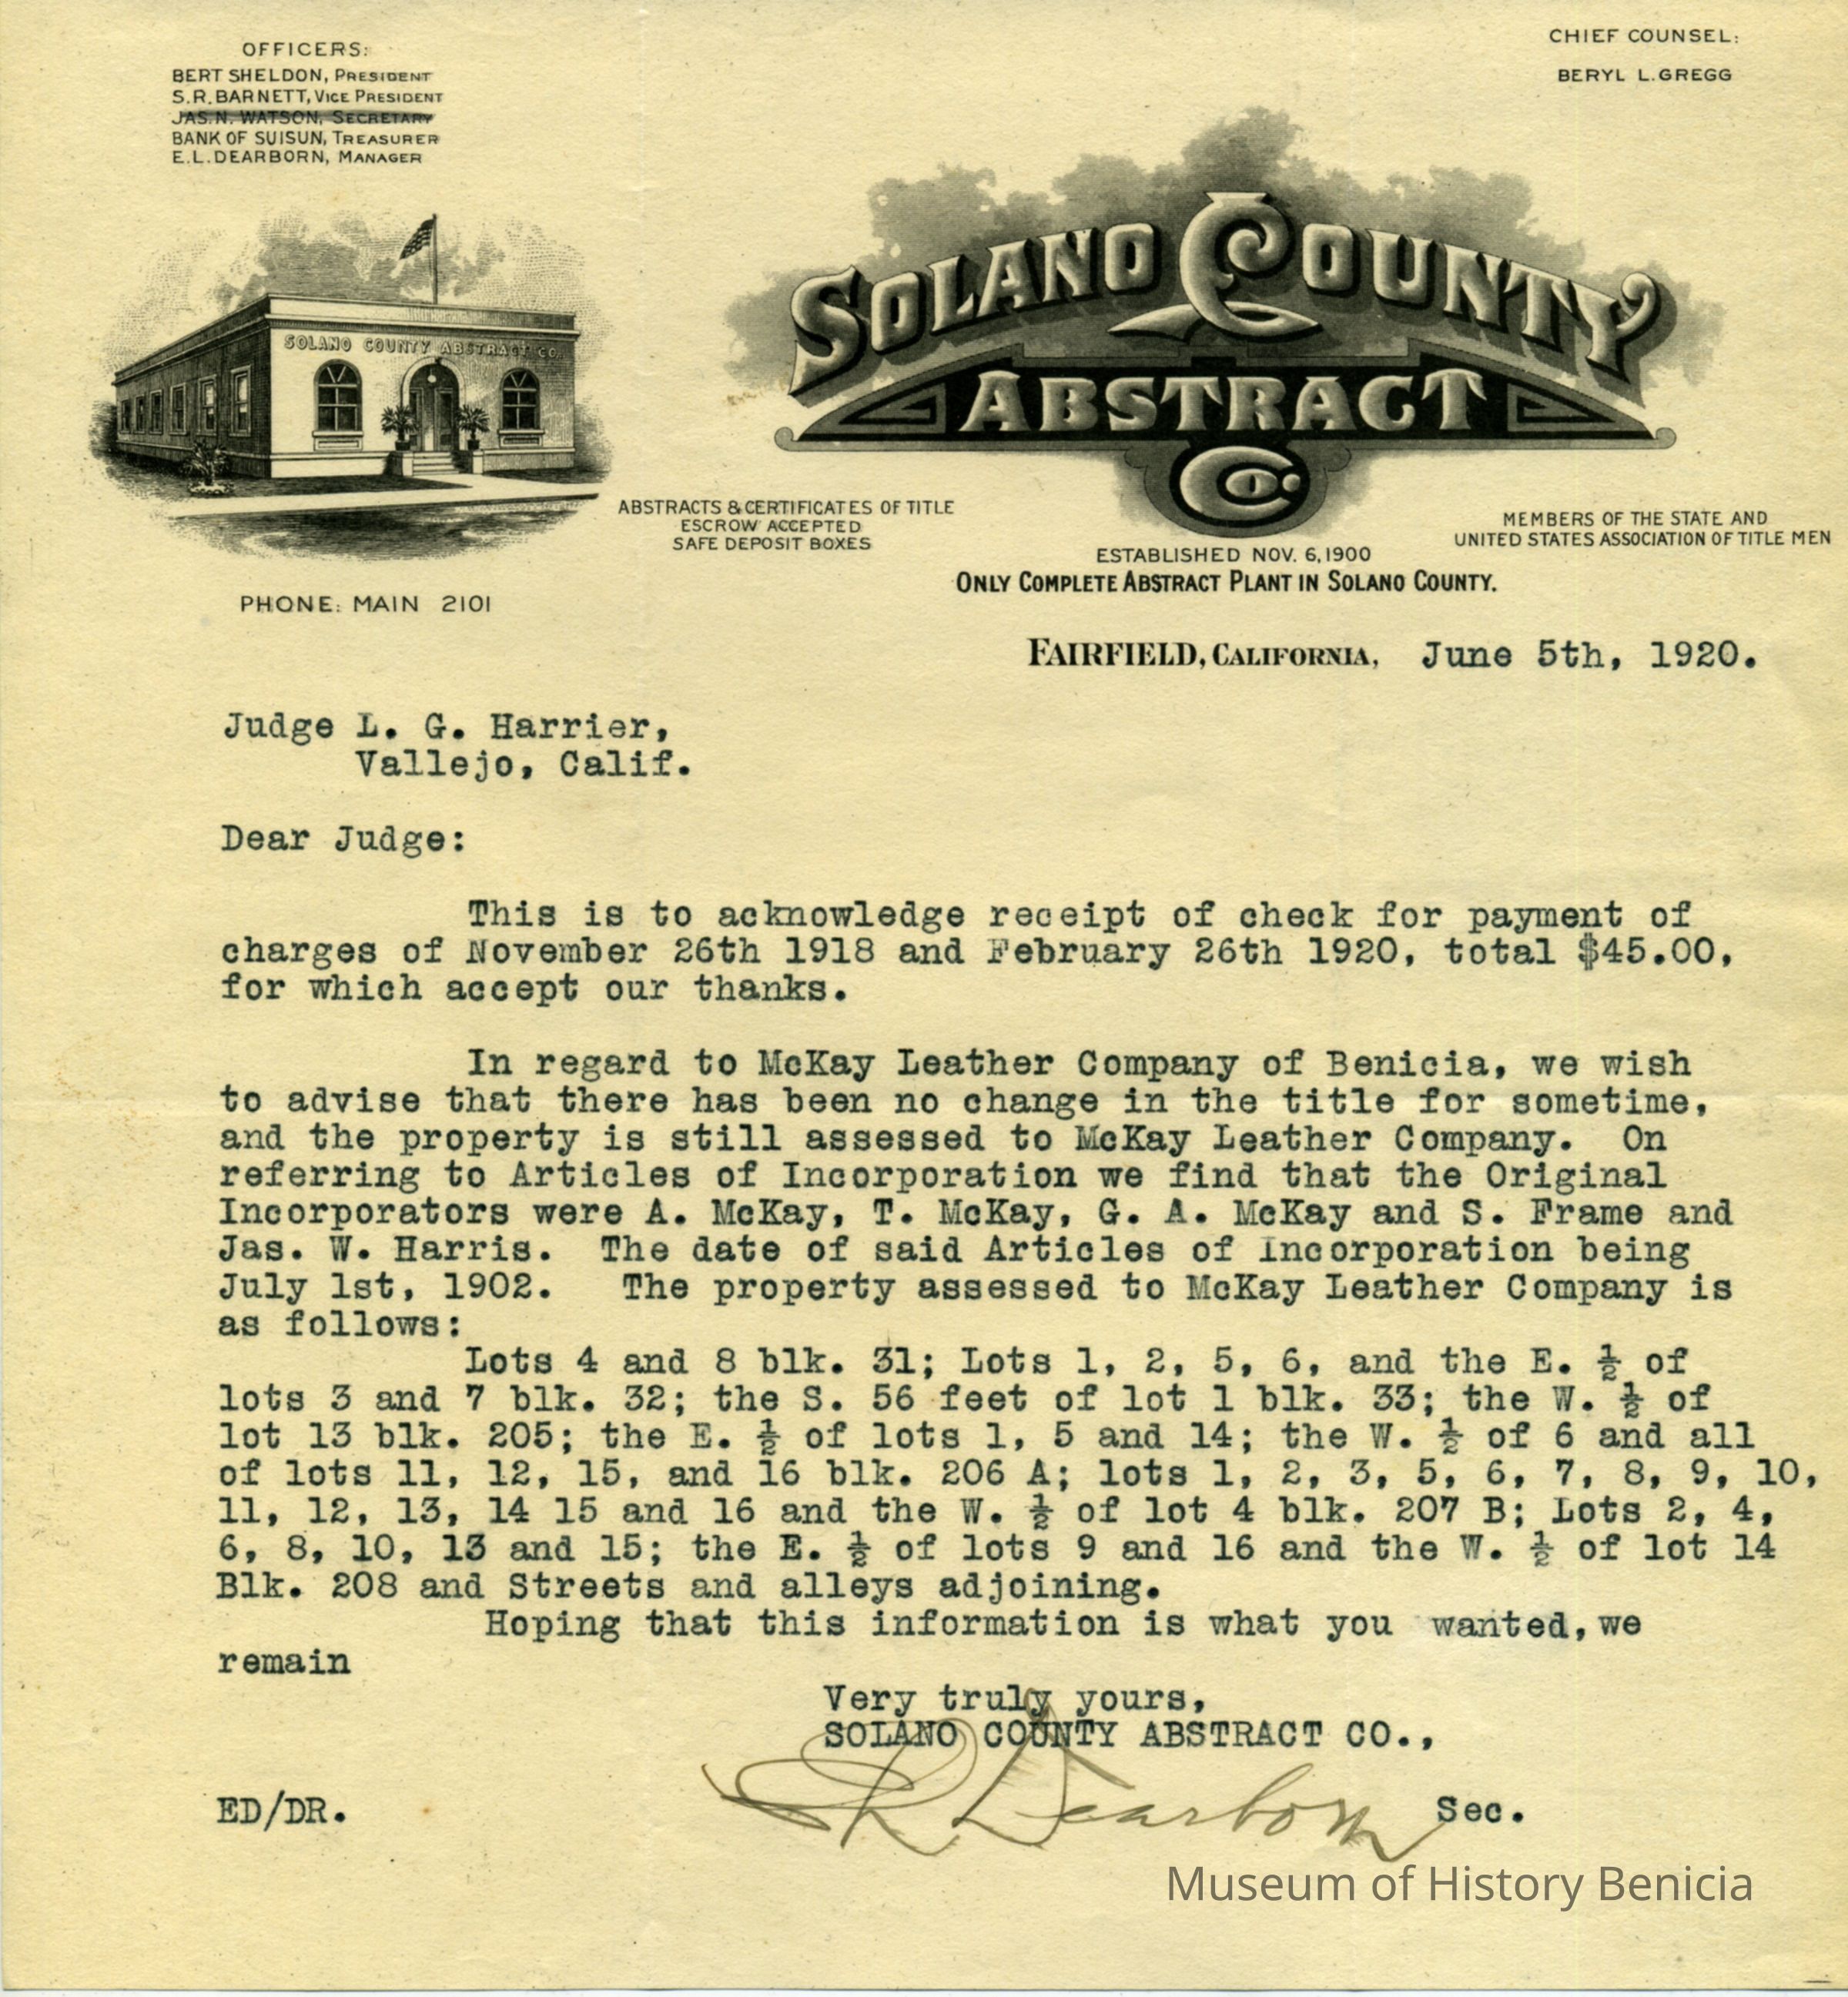 OFFICERS:
BERT SHELDON, PRESIDENT
S.R. BARNETT, VICE PRESIDENT
JAS. N. WATSON, SECRETARY
BANK OF SUISUN, TREASURER
E.L. DEARBORN, MANAGER
CHIEF COUNSEL:
BERYL L. GREGG
SOLANO COUNTY ABSTRACT CO.
SOLANO COUNTY
ABSTRACT
CO.
ABSTRACTS & CERTIFICATES OF TITLE
ESCROW ACCEPTED
SAFE DEPOSIT BOXES
MEMBERS OF THE STATE AND
UNITED STATES ASSOCIATION OF TITLE MEN
ESTABLISHED NOV. 6, 1900
ONLY COMPLETE ABSTRACT PLANT IN SOLANO COUNTY.
PHONE: MAIN 2101
FAIRFIELD, CALIFORNIA, June 5th, 1920.
Judge L. G. Harrier,
Vallejo, Calif.
Dear Judge:
This is to acknowledge receipt of check for payment of
charges of November 26th 1918 and February 26th 1920, total $45.00,
for which accept our thanks.
In regard to McKay Leather Company of Benicia, we wish
to advise that there has been no change in the title for sometime,
and the property is still assessed to McKay Leather Company. On
referring to Articles of Incorporation we find that the Original
Incorporators were A. McKay, T. McKay, G. A. McKay and S. Frame and
Jas. W. Harris. The date of said Articles of Incorporation being
July 1st, 1902. The property assessed to McKay Leather Company is
as follows:
Lots 4 and 8 blk. 31; Lots 1, 2, 5, 6, and the E. ½ of
lots 3 and 7 blk. 32; the S. 56 feet of lot 1 blk. 33; the W. ½ of
lot 13 blk. 205; the E. ½ of lots 1, 5 and 14; the W. ½ of 6 and all
of lots 11, 12, 15, and 16 blk. 206 A; lots 1, 2, 3, 5, 6, 7, 8, 9, 10,
11, 12, 13, 14 15 and 16 and the W. ½ of lot 4 blk. 207 B; Lots 2, 4,
6, 8, 10, 13 and 15; the E. ½ of lots 9 and 16 and the W. ½ of lot 14
Blk. 208 and Streets and alleys adjoining.
Hoping that this information is what you wanted, we
remain
Very truly yours,
SOLANO COUNTY ABSTRACT CO.,
Dearborn Sec.
ED/DR.
Museum of History Benicia